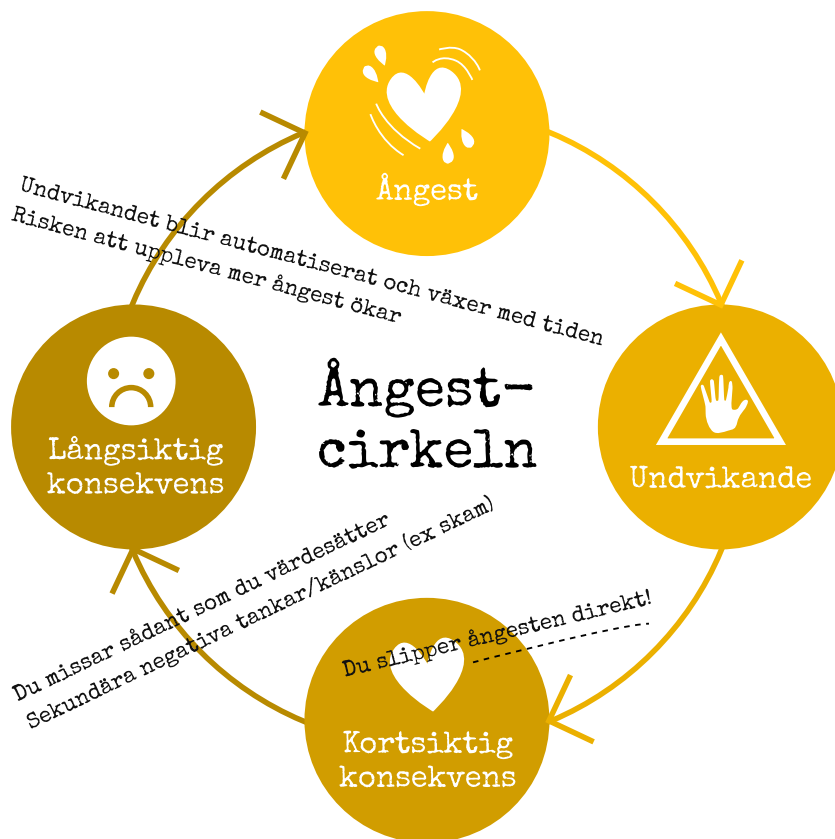 Ångest
Undvikandet blir automatiserat och växer med tiden
Risken att uppleva mer ångest ökar
Ångest-
cirkeln
Långsiktig
konsekvens
Undvikande
Du missar sådant som du värdesätter
Sekundära negativa tankar/känslor (ex skam)
Du slipper ångesten direkt!
Kortsiktig
konsekvens